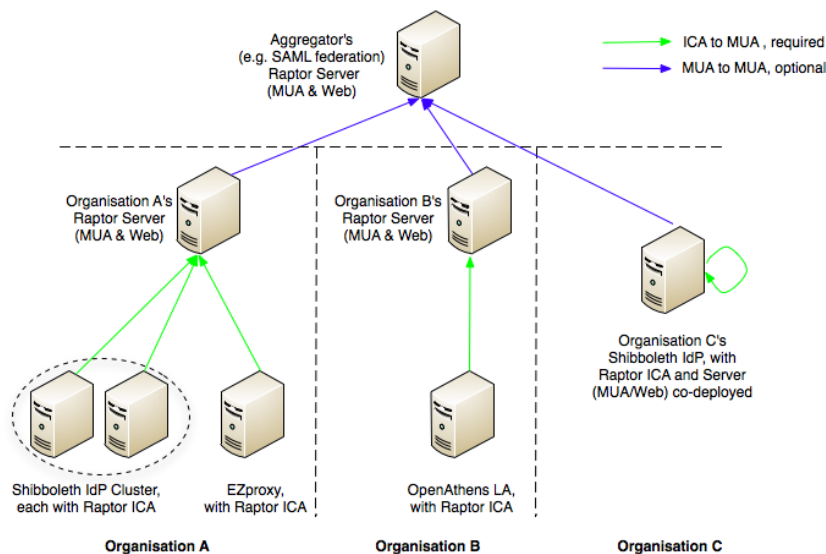 Aggregator's
(e.g. SAML federation)
Raptor Server
(MUA & Web)
ICA to MUA , required
MUA to MUA, optional
Organisation A's
Raptor Server
(MUA & Web)
Organisation B's
Raptor Server
(MUA & Web)
Organisation C's
Shibboleth IdP, with
Raptor ICA and Server
(MUA/Web) co-deployed
Shibboleth IdP Cluster,
each with Raptor ICA
EZproxy,
with Raptor ICA
OpenAthens LA,
with Raptor ICA
Organisation A
Organisation B
Organisation C